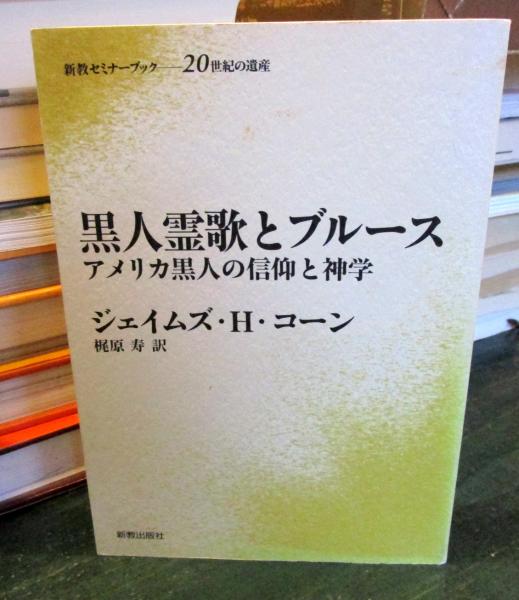 新教セミナーブック——20世紀の遺産
黒人霊歌とブルース
アメリカ黒人の信仰と神学
ジェイムズ・H・コーン
梶原 寿 訳
新教出版社